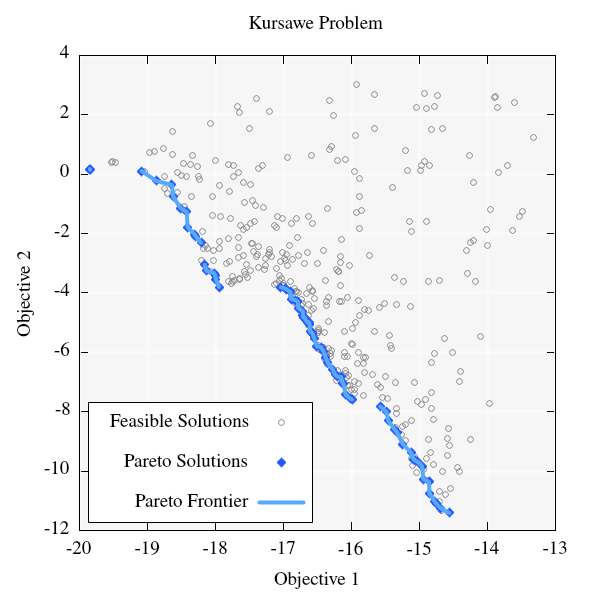 Kursawe Problem
4
2
0
-2
-4
-6
-8
-10
-12
Objective 2
Feasible Solutions
Pareto Solutions
Pareto Frontier
-20 -19 -18 -17 -16 -15 -14 -13
Objective 1